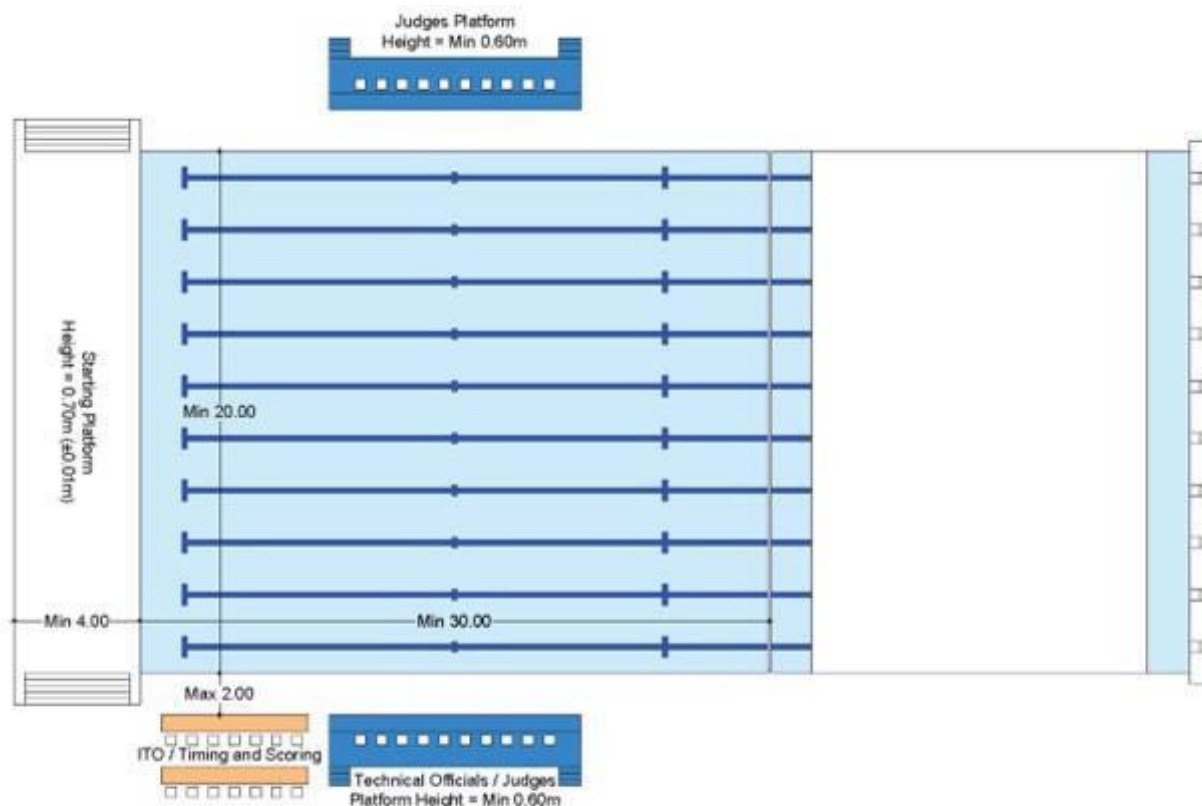 Judges Platform
Height = Min 0.60m
Starting Platform
Height = 0.70m (±0.01m)
Min 20.00
Min 4.00
Min 30.00
Max 2.00
ITO / Timing and Scoring
Technical Officials / Judges
Platform Height = Min 0.60m